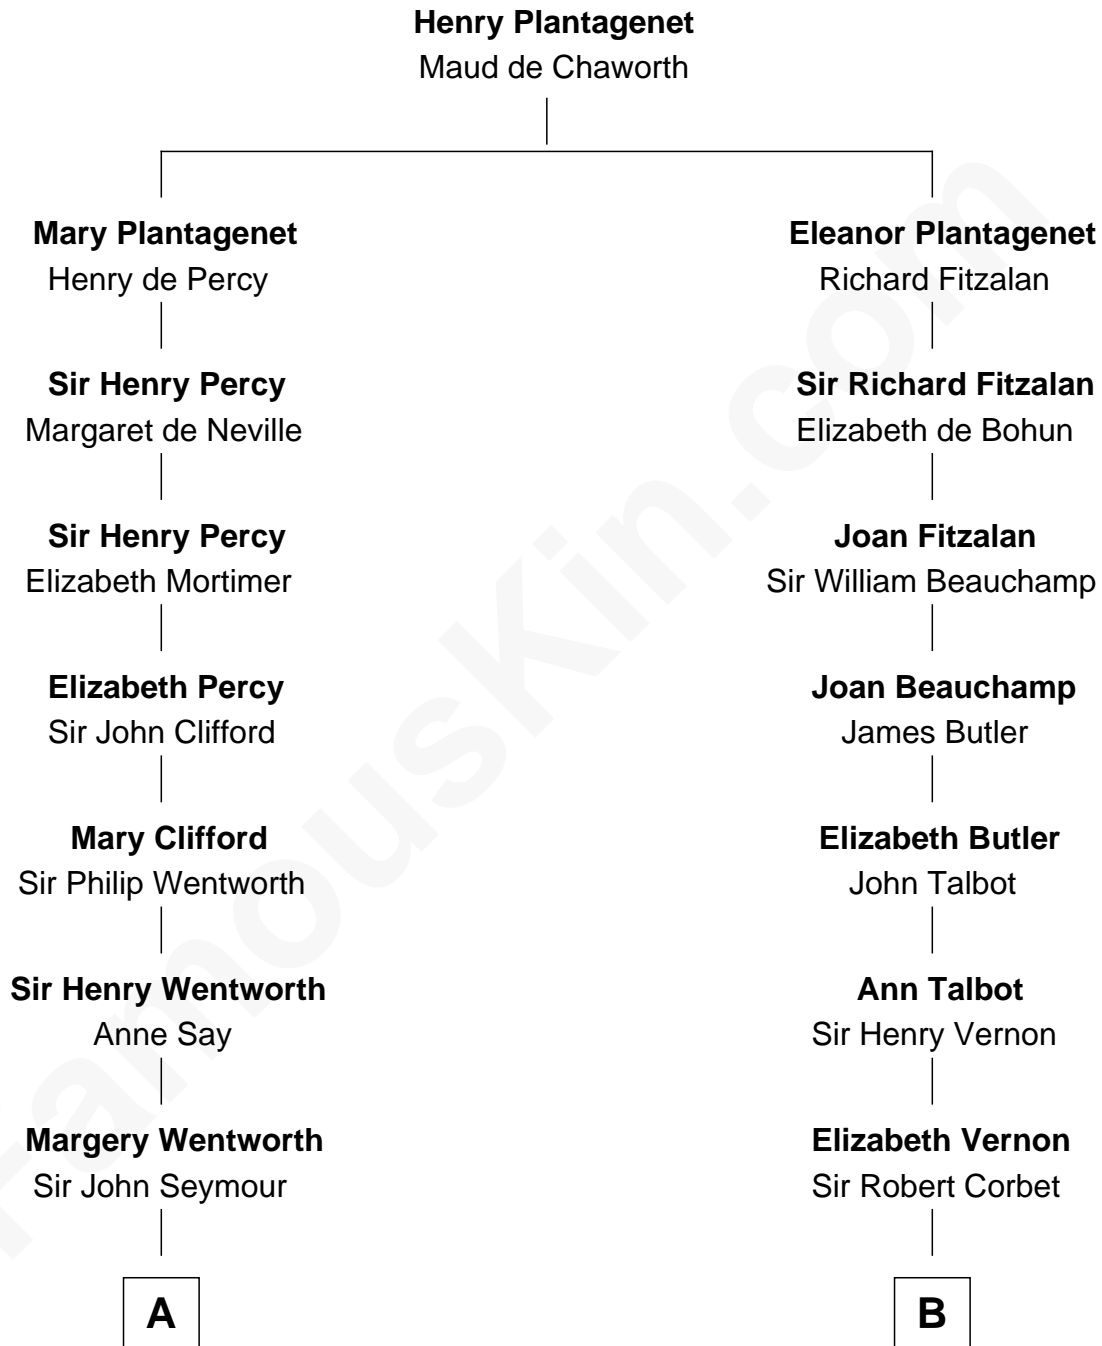 Henry Plantagenet
Maud de Chaworth
Mary Plantagenet
Henry de Percy
Eleanor Plantagenet
Richard Fitzalan
Sir Henry Percy
Margaret de Neville
Sir Richard Fitzalan
Elizabeth de Bohun
Sir Henry Percy
Elizabeth Mortimer
Joan Fitzalan
Sir William Beauchamp
Elizabeth Percy
Sir John Clifford
Joan Beauchamp
James Butler
Mary Clifford
Sir Philip Wentworth
Elizabeth Butler
John Talbot
Sir Henry Wentworth
Anne Say
Ann Talbot
Sir Henry Vernon
Margery Wentworth
Sir John Seymour
Elizabeth Vernon
Sir Robert Corbet
A
B
FamousKin.com